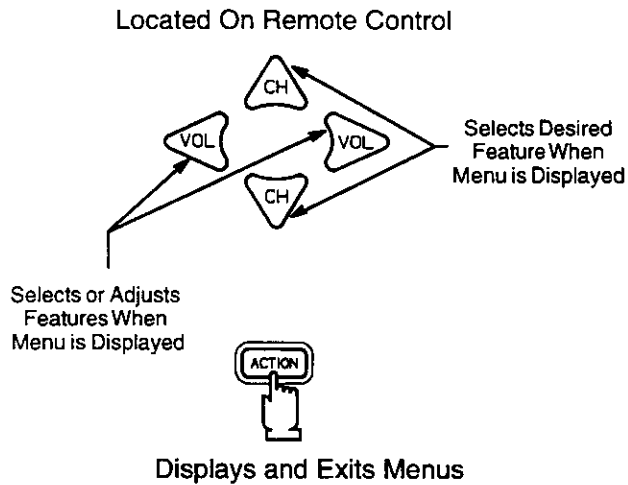 Located On Remote Control
CH
VOL
VOL
CH
Selects Desired
Feature When
Menu is Displayed
Selects or Adjusts
Features When
Menu is Displayed
ACTION
Displays and Exits Menus